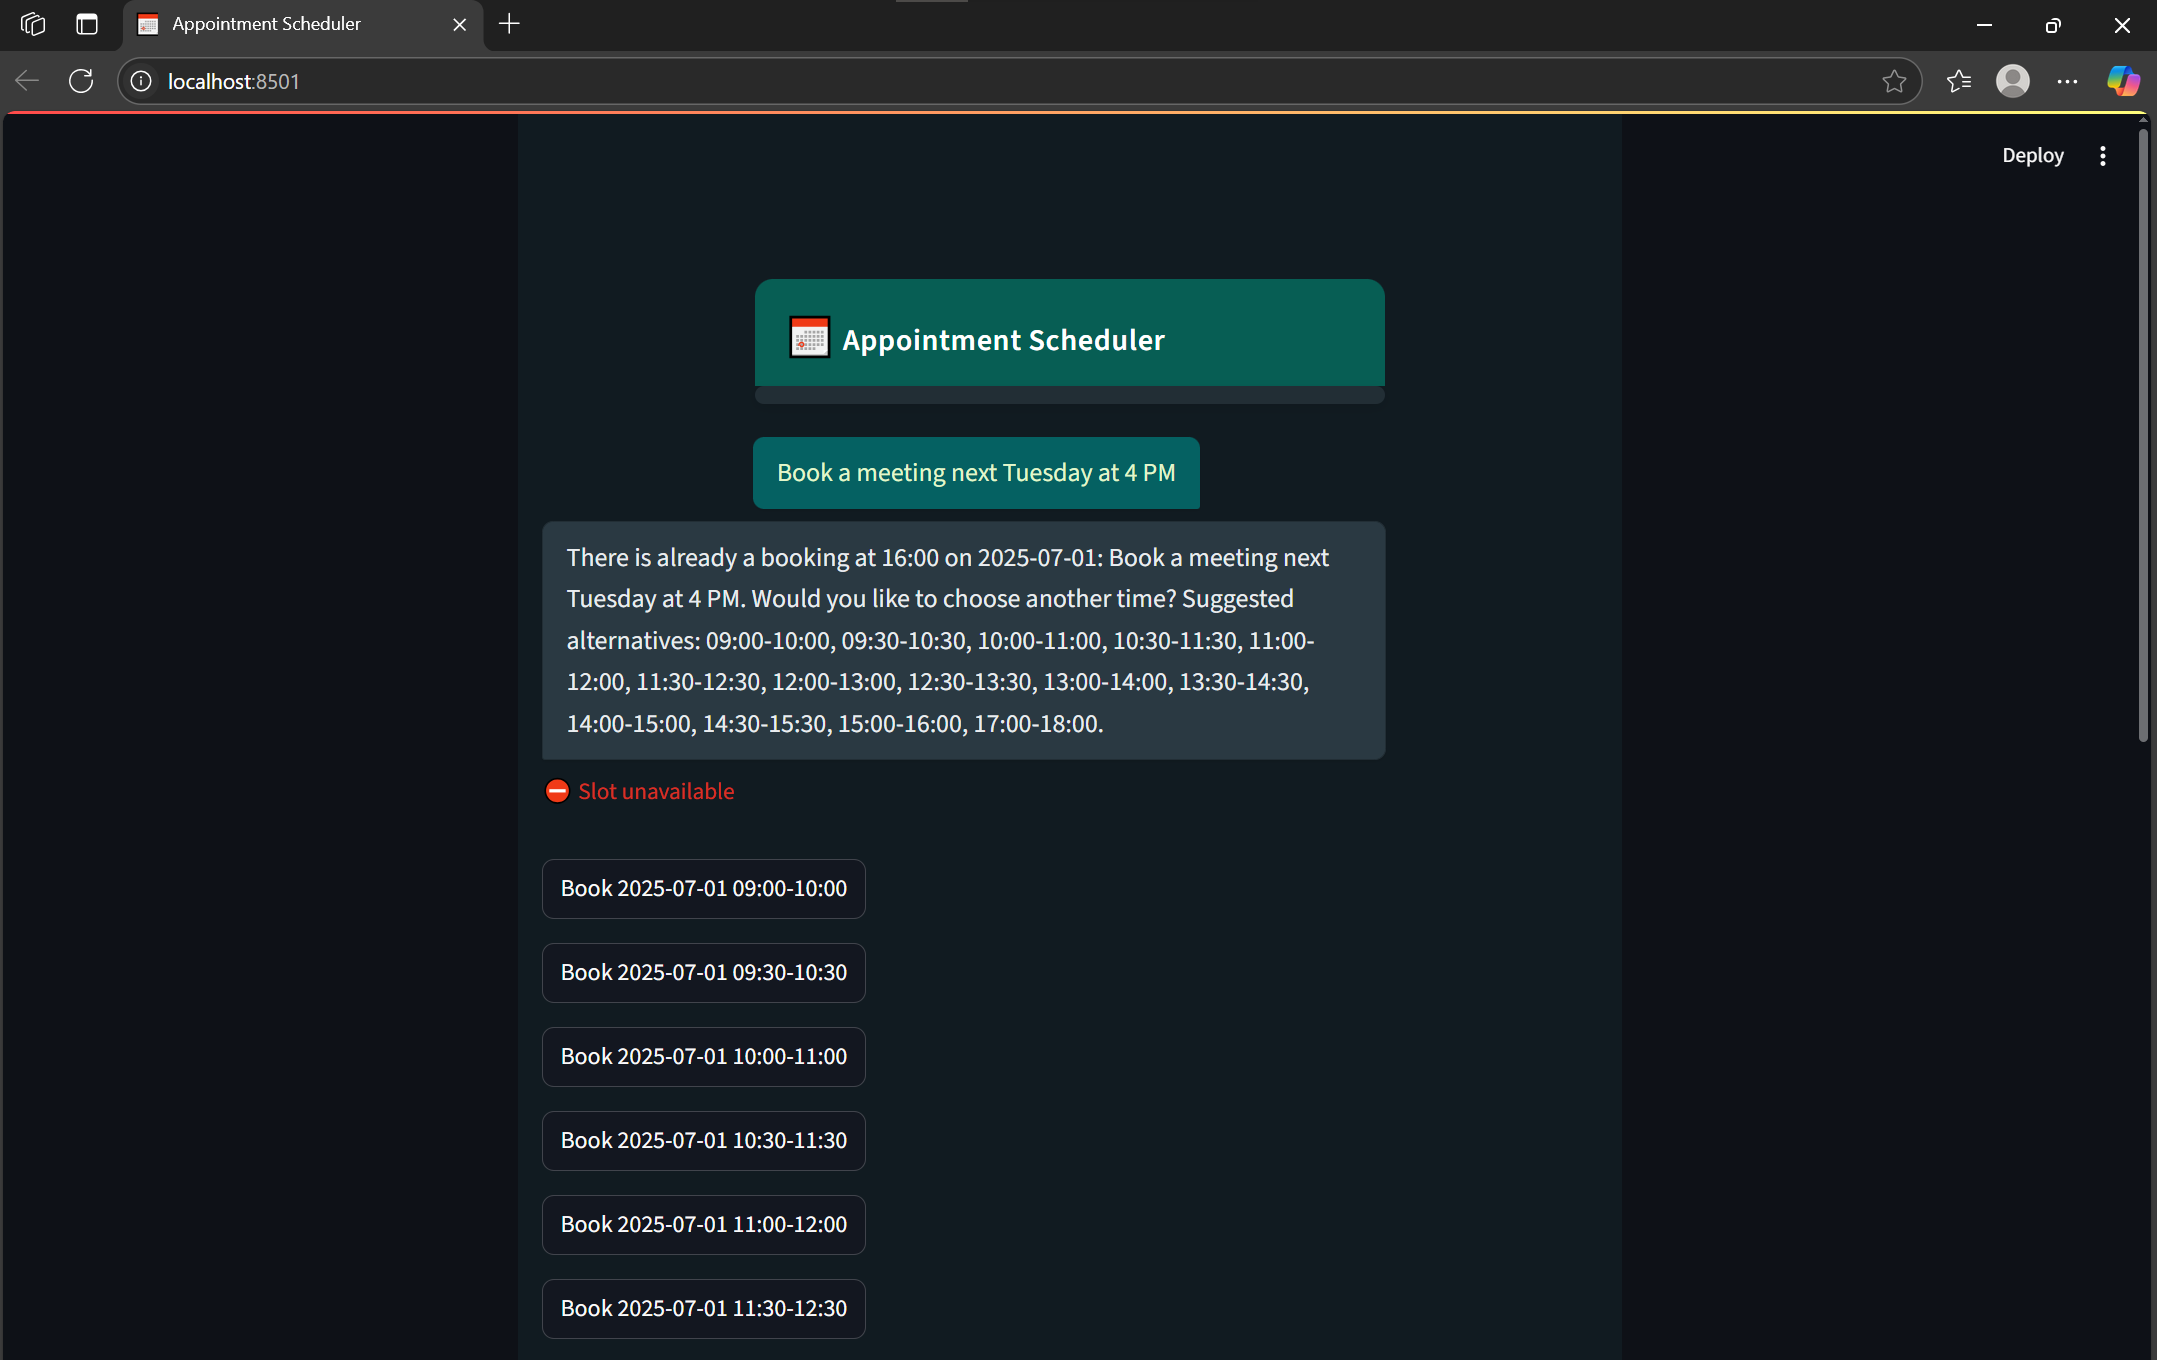 Appointment Scheduler
localhost:8501
Deploy
Appointment Scheduler
Book a meeting next Tuesday at 4 PM
There is already a booking at 16:00 on 2025-07-01: Book a meeting next
Tuesday at 4 PM. Would you like to choose another time? Suggested
alternatives: 09:00-10:00, 09:30-10:30, 10:00-11:00, 10:30-11:30, 11:00-
12:00, 11:30-12:30, 12:00-13:00, 12:30-13:30, 13:00-14:00, 13:30-14:30,
14:00-15:00, 14:30-15:30, 15:00-16:00, 17:00-18:00.
Slot unavailable
Book 2025-07-01 09:00-10:00
Book 2025-07-01 09:30-10:30
Book 2025-07-01 10:00-11:00
Book 2025-07-01 10:30-11:30
Book 2025-07-01 11:00-12:00
Book 2025-07-01 11:30-12:30